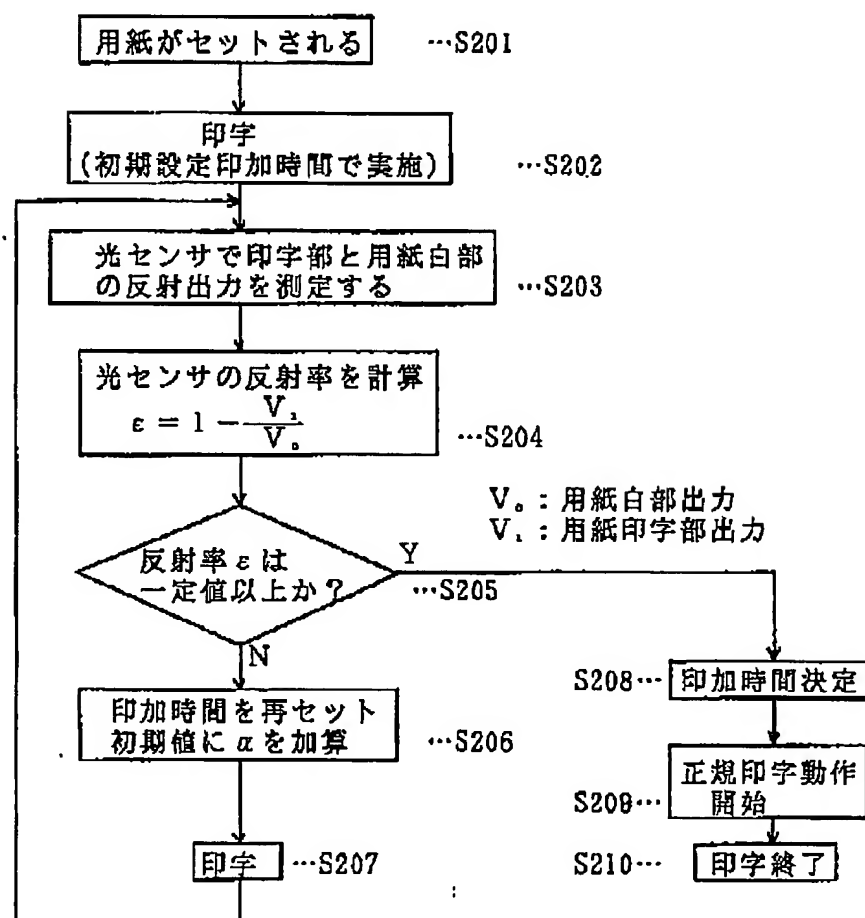 用紙がセットされる …S201
印字
(初期設定印加時間で実施) …S202
光センサで印字部と用紙白部
の反射出力を測定する …S203
光センサの反射率を計算
ε = 1 - V₁/V₀ …S204
V₀ : 用紙白部出力
V₁ : 用紙印字部出力
反射率εは
一定値以上か? …S205
Y
N
印加時間を再セット
初期値にαを加算 …S206
印字 …S207
S208… 印加時間決定
正規印字動作
S209… 開始
S210… 印字終了